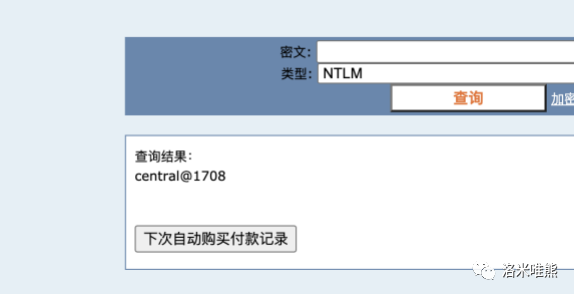 密文：
类型： NTLM
查询 加密
查询结果：
central@1708
下次自动购买付款记录
洛米唯熊